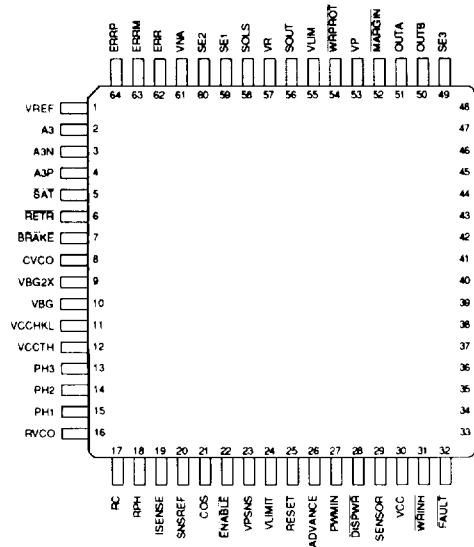 ERRP ERRM ERR VNA SE2 SE1 SOLS VR SOUT VLIM WRPROT VP MARGIN OUTA OUTB SE3
64 63 62 61 60 59 58 57 56 55 54 53 52 51 50 49
VREF 1 48
A3 2 47
A3N 3 46
A3P 4 45
SAT 5 44
RETR 6 43
BRAKE 7 42
CVCO 8 41
VBG2X 9 40
VBG 10 39
VCCHKL 11 38
VCCTH 12 37
PH3 13 36
PH2 14 35
PH1 15 34
RVCO 16 33
17 18 19 20 21 22 23 24 25 26 27 28 29 30 31 32
RC RPH ISENSE SNSREF COS ENABLE VPSNS VLIMIT RESET ADVANCE PWMIN DISPWR SENSOR VCC WRINH FAULT